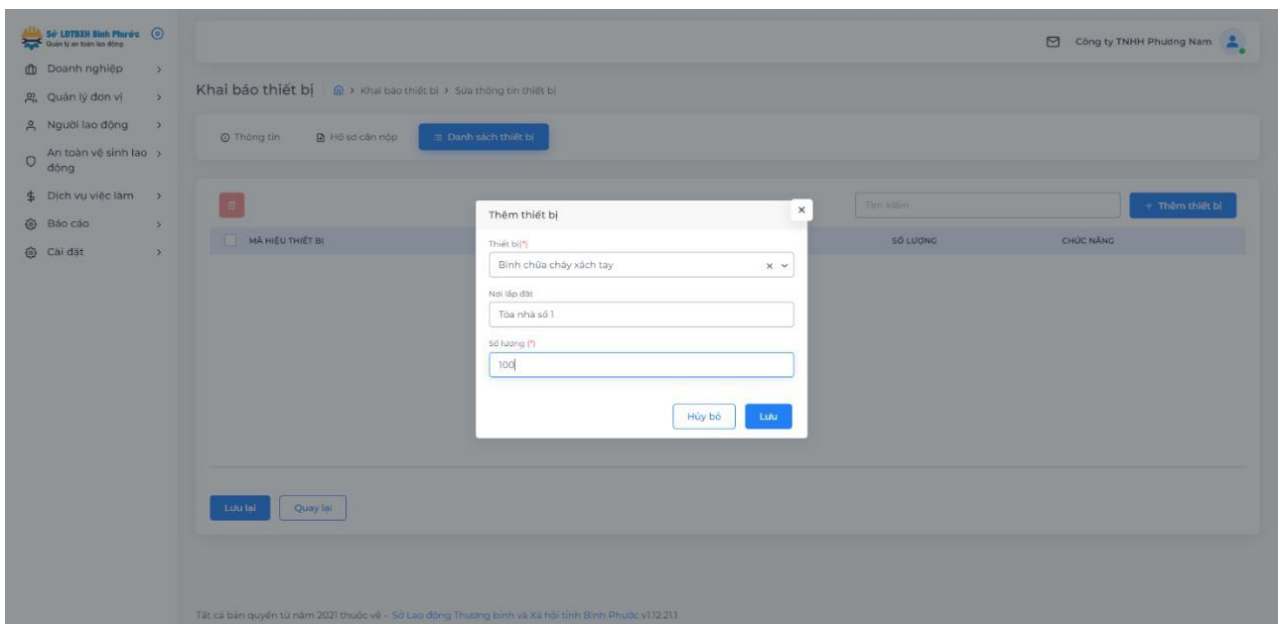 Sở LĐTBXH Bình Phước
Quản lý an toàn lao động
Công ty TNHH Phương Nam
Doanh nghiệp
Quản lý đơn vị
Người lao động
An toàn vệ sinh lao
động
Dịch vụ việc làm
Báo cáo
Cài đặt
Khai báo thiết bị
Khai báo thiết bị > Sửa thông tin thiết bị
Thông tin
Hồ sơ cần nộp
Danh sách thiết bị
Tìm kiếm
+ Thêm thiết bị
MÃ HIỆU THIẾT BỊ
SỐ LƯỢNG
CHỨC NĂNG
Thêm thiết bị
Thiết bị(*)
Bình chữa cháy xách tay
Nơi lắp đặt
Tòa nhà số 1
Số lượng (*)
100
Hủy bỏ
Lưu
Lưu lại
Quay lại
Tất cả bản quyền từ năm 2021 thuộc về - Sở Lao động Thương binh và Xã hội tỉnh Bình Phước v1.12.21.1